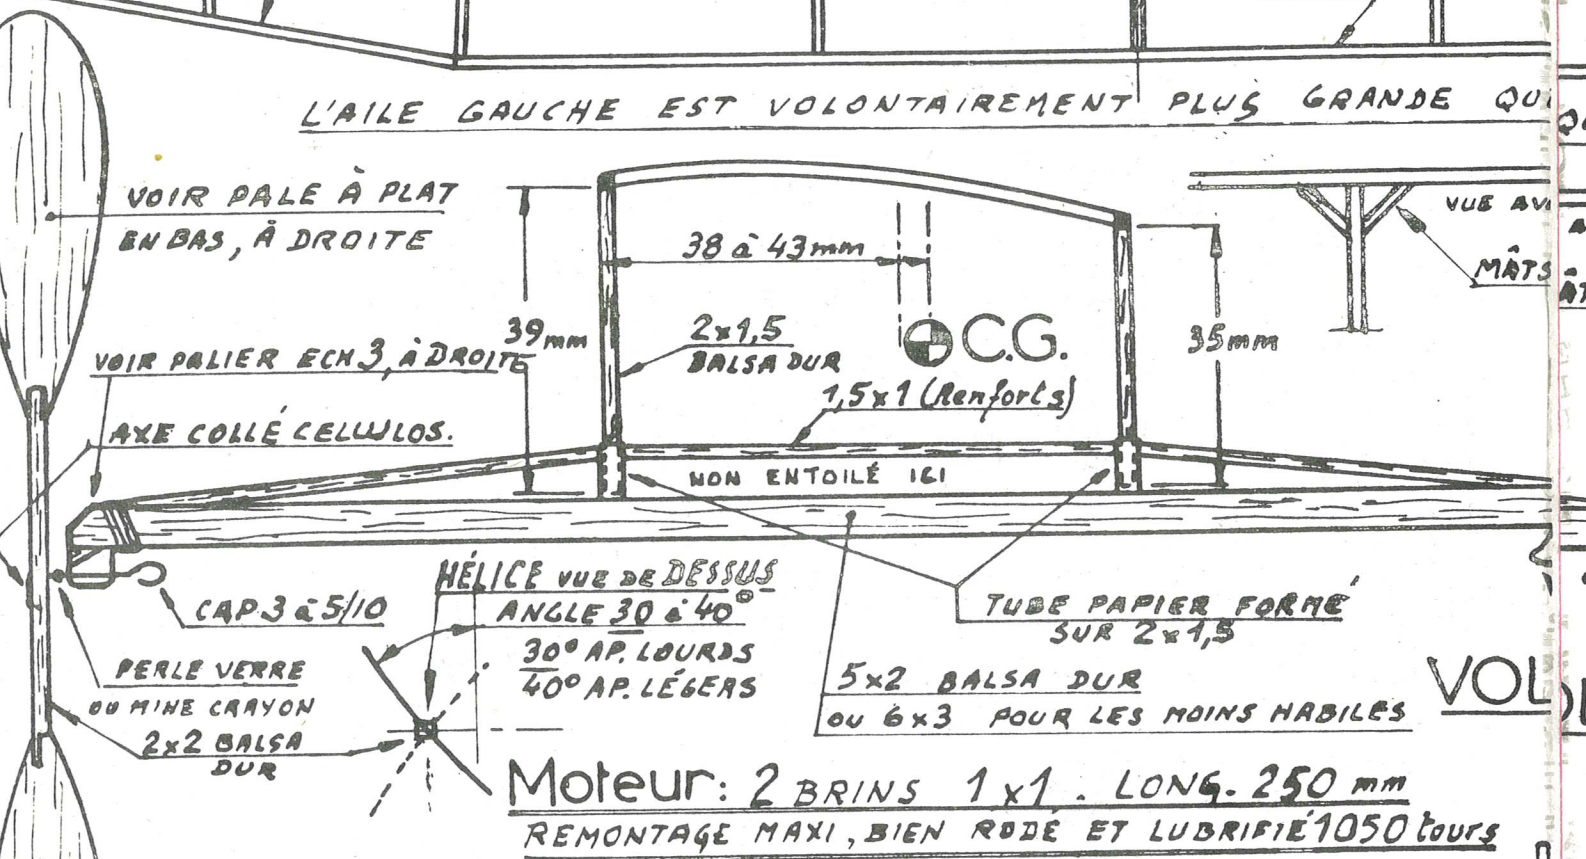 L'AILE GAUCHE EST VOLONTAIREMENT PLUS GRANDE
VOIR PALE À PLAT
EN BAS, À DROITE
VUE
MÂTS
38 à 43mm
39mm
2x1,5
BALSA DUR
C.G.
35mm
VOIR PALIER ECH 3, À DROITE
1,5x1 (Renforts)
AXE COLLÉ CELULOS.
NON ENTOILÉ ICI
HÉLICE VUE DE DESSUS
ANGLE 30 à 40°
30° AP. LOURDS
40° AP. LÉGERS
CAP. 3 à 5/10
TUBE PAPIER FORMÉ
SUR 2x1,5
PERLE VERRE
OU MINE CRAYON
2x2 BALSA
DUR
5x2 BALSA DUR
OU 6x3 POUR LES MOINS HABILES
VOL
Moteur: 2 BRINS 1x1. LONG. 250 mm
REMONTAGE MAXI, BIEN RODÉ ET LUBRIFIÉ 1050 tours